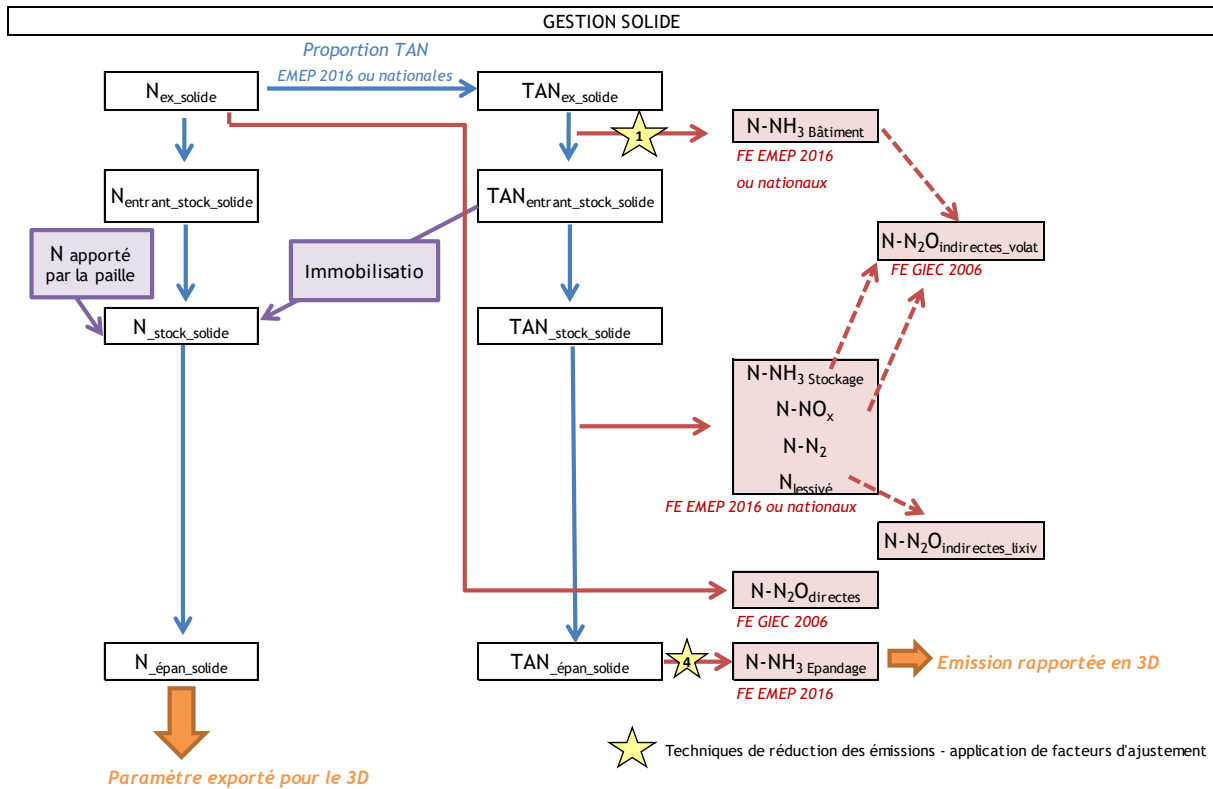 GESTION SOLIDE
Proportion TAN
EMEP 2016 ou nationales
N ex_solide
TAN ex_solide
1
N-NH3 Bâtiment
FE EMEP 2016
ou nationaux
N entrant_stock_solide
TAN entrant_stock_solide
N apporté
par la paille
Immobilisatio
N-N2O indirectes_volat
FE GIEC 2006
N _stock_solide
TAN _stock_solide
N-NH3 Stockage
N-NOx
N-N2
N lessivé
FE EMEP 2016 ou nationaux
N-N2O indirectes_lixiv
N-N2O directes
FE GIEC 2006
N _épan_solide
TAN _épan_solide
4
N-NH3 Epandage
Emission rapportée en 3D
FE EMEP 2016
Techniques de réduction des émissions - application de facteurs d'ajustement
Paramètre exporté pour le 3D